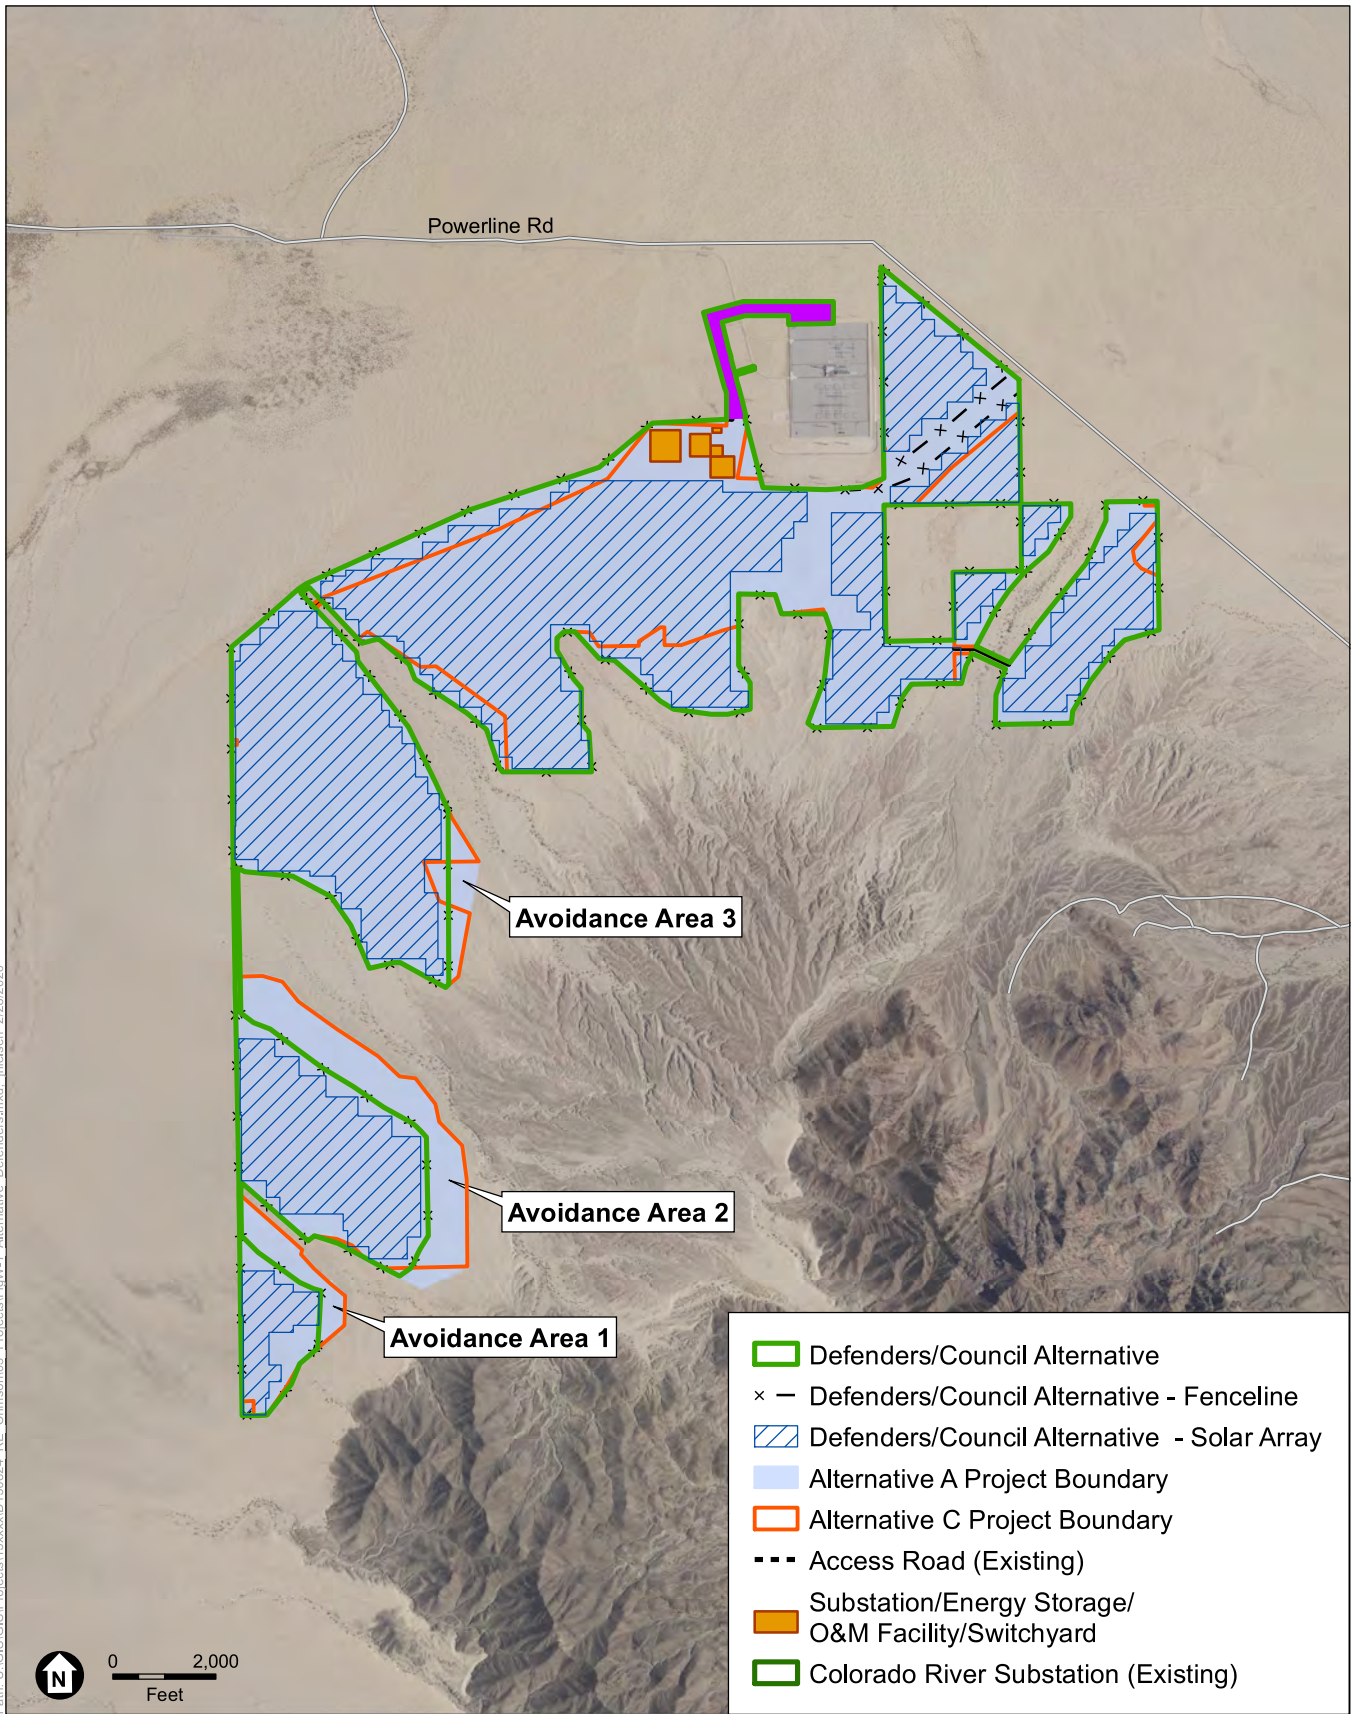 Powerline Rd
Avoidance Area 3
Avoidance Area 2
Avoidance Area 1
Defenders/Council Alternative
Defenders/Council Alternative - Fenceline
Defenders/Council Alternative - Solar Array
Alternative A Project Boundary
Alternative C Project Boundary
Access Road (Existing)
Substation/Energy Storage/
O&M Facility/Switchyard
Colorado River Substation (Existing)
N
0 2,000
Feet